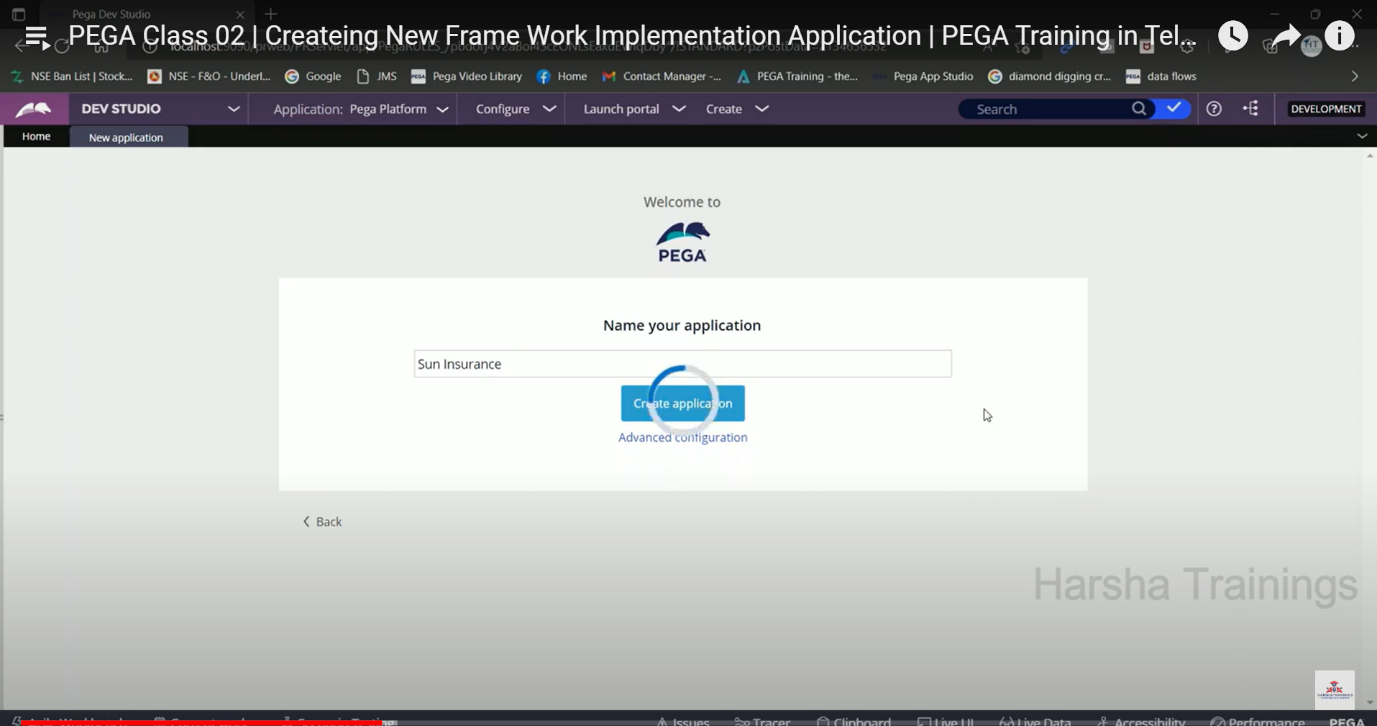 Pega Dev Studio
PEGA Class 02 | Createing New Frame Work Implementation Application | PEGA Training in Tel...
NSE Ban List | Stock... NSE - F&O - Underl... Google JMS Pega Video Library Home Contact Manager -... PEGA Training - the... Pega App Studio diamond digging cr... data flows
DEV STUDIO Application: Pega Platform Configure Launch portal Create Search DEVELOPMENT
Home New application
Welcome to
PEGA
Name your application
Sun Insurance
Create application
Advanced configuration
Back
Harsha Trainings
Issues Tracer Clipboard Live UI Live Data Accessibility Performance PEGA